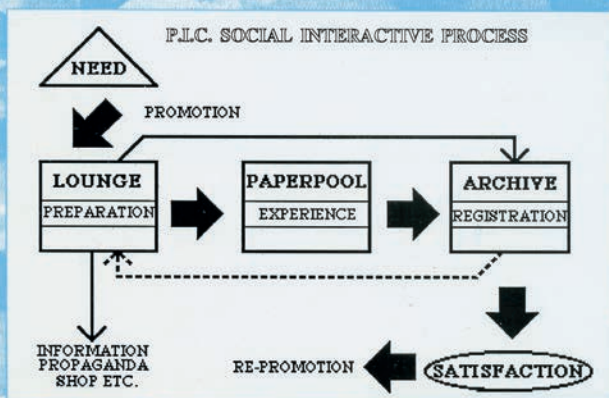 P.I.C. SOCIAL INTERACTIVE PROCESS
NEED
PROMOTION
LOUNGE
PREPARATION
PAPERPOOL
EXPERIENCE
ARCHIVE
REGISTRATION
INFORMATION
PROPAGANDA
SHOP ETC.
RE-PROMOTION
SATISFACTION